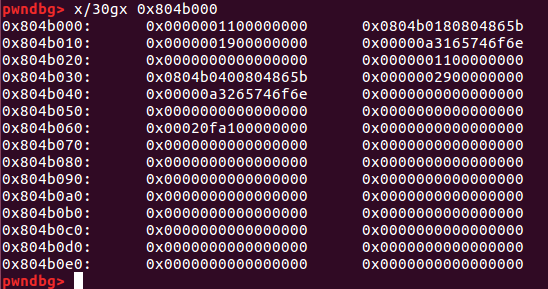 pwndbg> x/30gx 0x804b000
0x804b000: 0x0000001100000000 0x0804b0180804865b
0x804b010: 0x0000001900000000 0x00000a3165746f6e
0x804b020: 0x0000000000000000 0x0000001100000000
0x804b030: 0x0804b0400804865b 0x0000002900000000
0x804b040: 0x00000a3265746f6e 0x0000000000000000
0x804b050: 0x0000000000000000 0x0000000000000000
0x804b060: 0x00020fa100000000 0x0000000000000000
0x804b070: 0x0000000000000000 0x0000000000000000
0x804b080: 0x0000000000000000 0x0000000000000000
0x804b090: 0x0000000000000000 0x0000000000000000
0x804b0a0: 0x0000000000000000 0x0000000000000000
0x804b0b0: 0x0000000000000000 0x0000000000000000
0x804b0c0: 0x0000000000000000 0x0000000000000000
0x804b0d0: 0x0000000000000000 0x0000000000000000
0x804b0e0: 0x0000000000000000 0x0000000000000000
pwndbg>